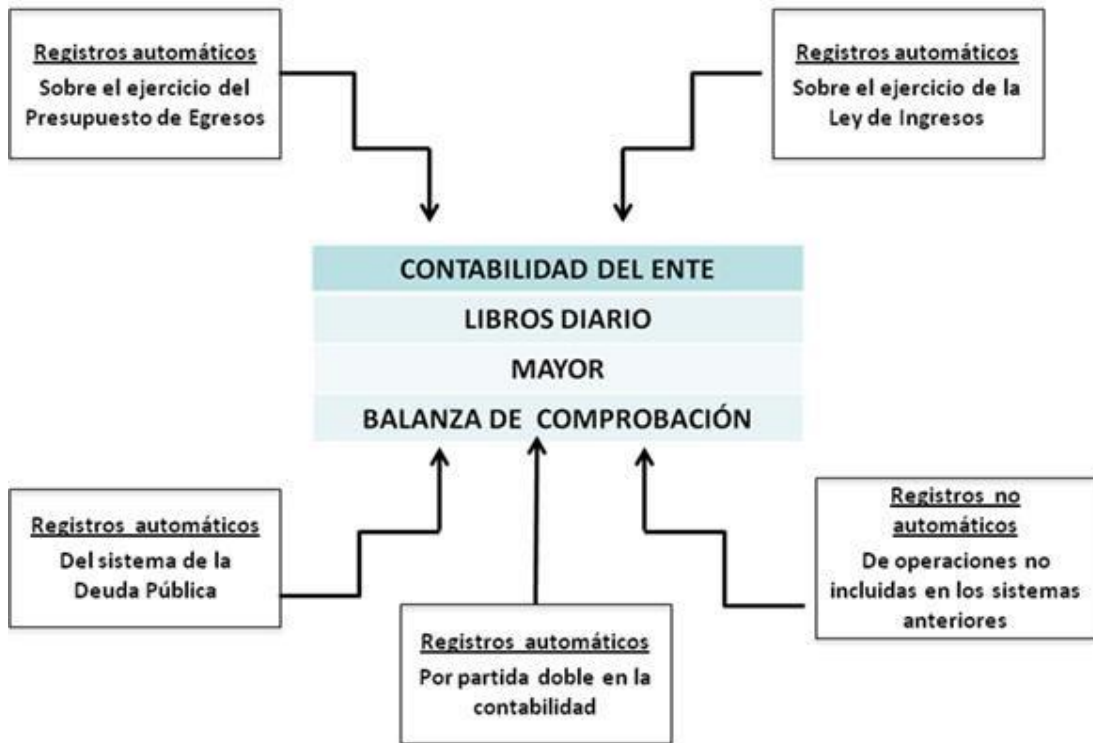 Registros automáticos
Sobre el ejercicio del
Presupuesto de Egresos
Registros automáticos
Sobre el ejercicio de la
Ley de Ingresos
CONTABILIDAD DEL ENTE
LIBROS DIARIO
MAYOR
BALANZA DE COMPROBACIÓN
Registros automáticos
Del sistema de la
Deuda Pública
Registros automáticos
Por partida doble en la
contabilidad
Registros no
automáticos
De operaciones no
incluidas en los sistemas
anteriores